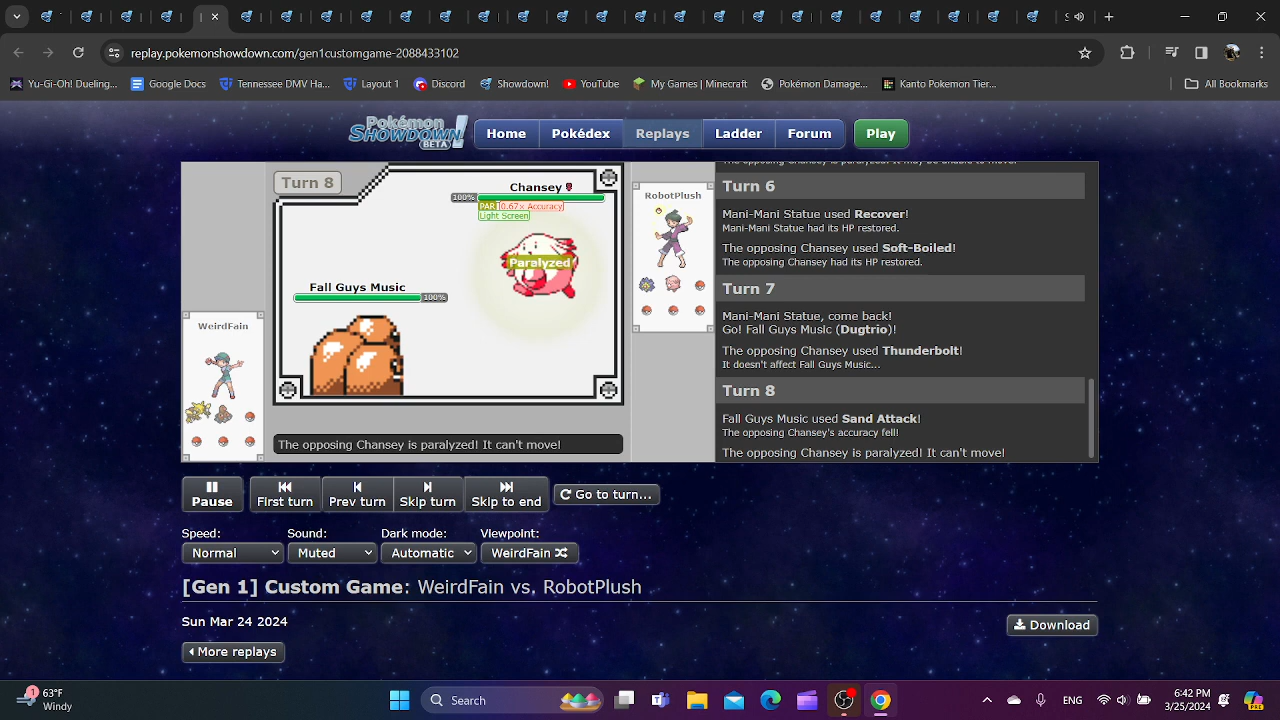 replay.pokemonshowdown.com/gen1customgame-2088433102
Yu-Gi-Oh! Dueling...
Google Docs
Tennessee DMV Ha...
Layout 1
Discord
Showdown!
YouTube
My Games | Minecraft
Pokémon Damage...
Kanto Pokemon Tier...
All Bookmarks
Pokémon
SHOWDOWN!
BETA
Home
Pokédex
Replays
Ladder
Forum
Play
Turn 8
Chansey
100%
PAR 0.67× Accuracy
Light Screen
Paralyzed
Fall Guys Music
100%
The opposing Chansey is paralyzed! It can't move!
WeirdFain
RobotPlush
Turn 6
Mani-Mani Statue used Recover!
Mani-Mani Statue had its HP restored.
The opposing Chansey used Soft-Boiled!
The opposing Chansey had its HP restored.
Turn 7
Mani-Mani Statue, come back!
Go! Fall Guys Music (Dugtrio)!
The opposing Chansey used Thunderbolt!
It doesn't affect Fall Guys Music...
Turn 8
Fall Guys Music used Sand Attack!
The opposing Chansey's accuracy fell!
The opposing Chansey is paralyzed! It can't move!
Pause
First turn
Prev turn
Skip turn
Skip to end
Go to turn...
Speed:
Normal
Sound:
Muted
Dark mode:
Automatic
Viewpoint:
WeirdFain
[Gen 1] Custom Game: WeirdFain vs. RobotPlush
Sun Mar 24 2024
Download
More replays
1
63°F
Windy
Search
ENG
6:42 PM
3/25/2024
PRE